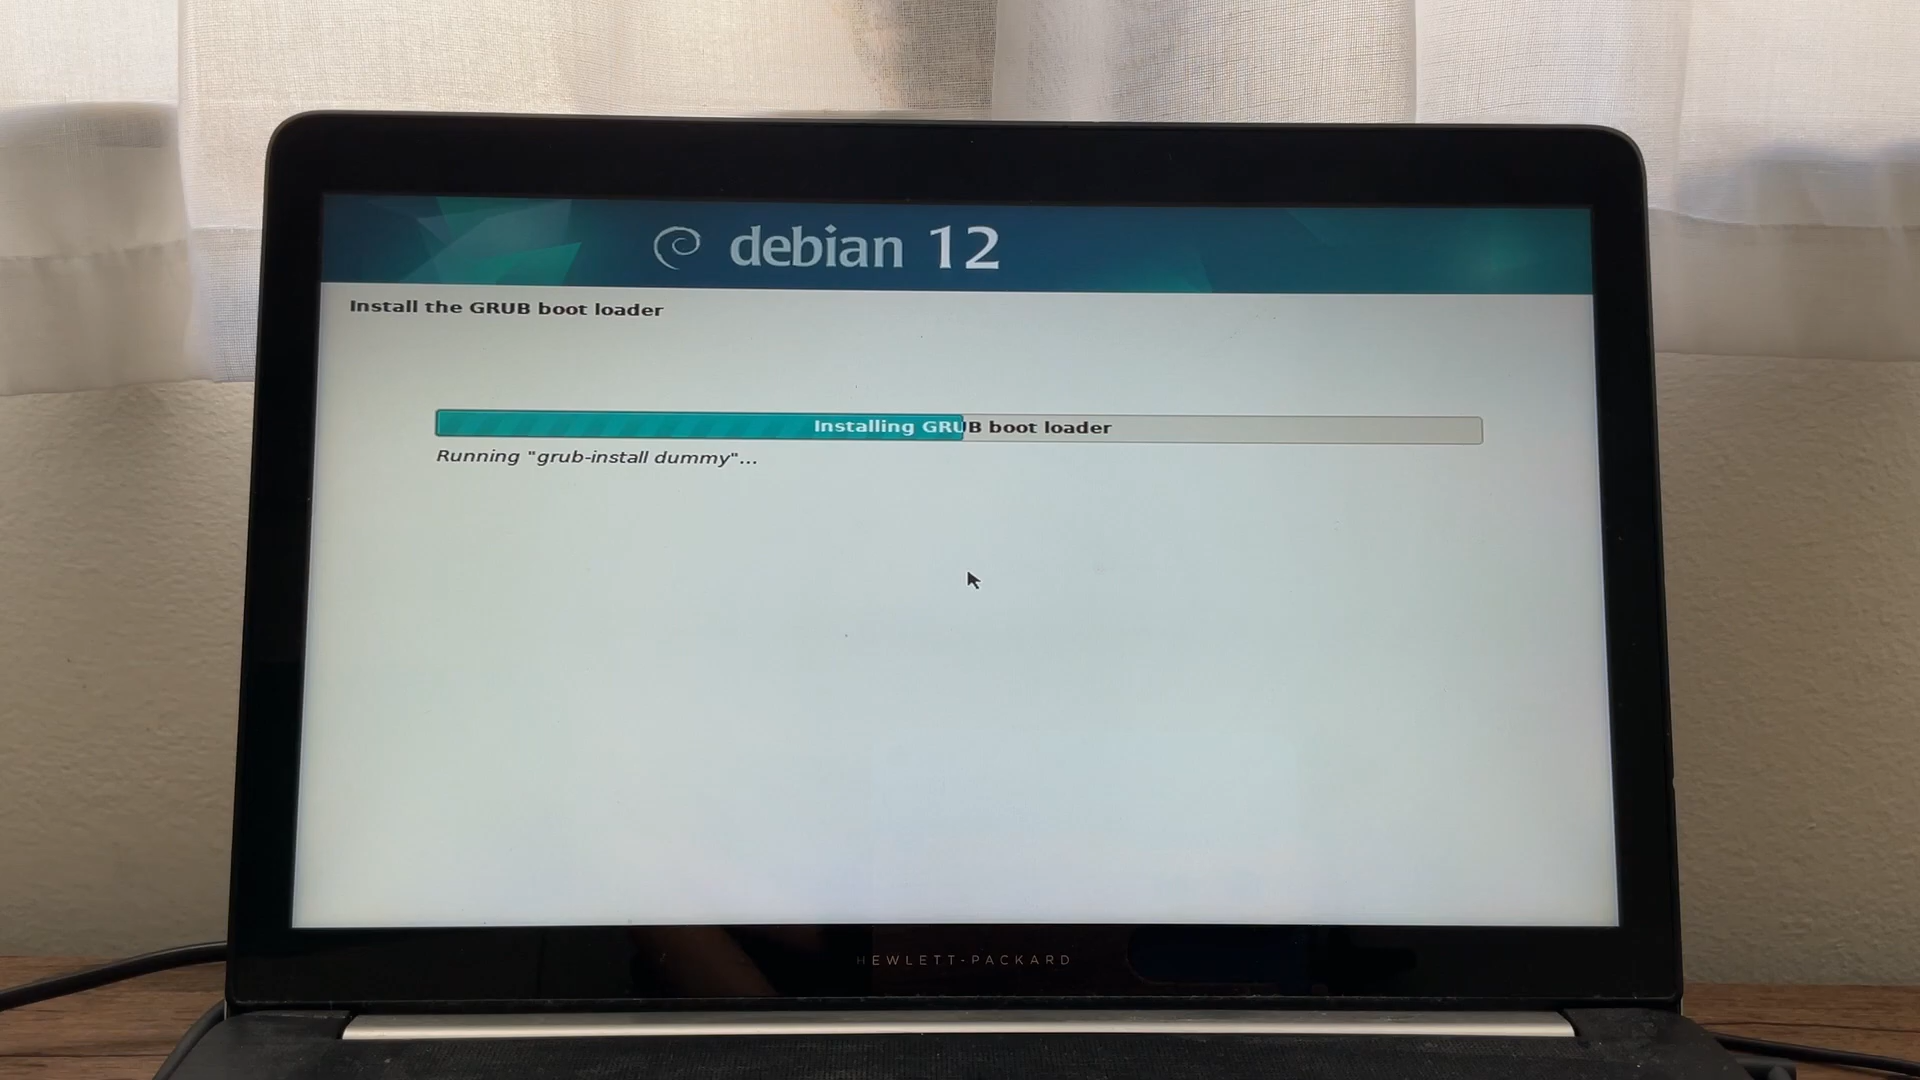 debian 12
Install the GRUB boot loader
Installing GRUB boot loader
Running "grub-install dummy"...
HEWLETT-PACKARD